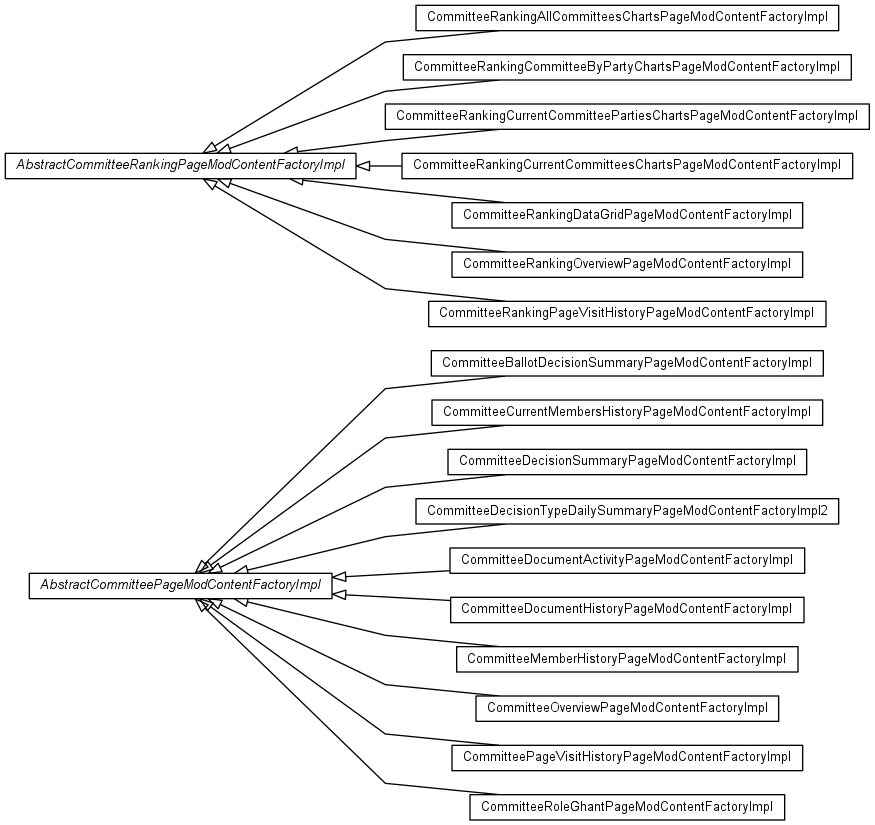 CommitteeRankingAllCommitteesChartsPageModContentFactoryImpl
CommitteeRankingCommitteeByPartyChartsPageModContentFactoryImpl
CommitteeRankingCurrentCommitteePartiesChartsPageModContentFactoryImpl
AbstractCommitteeRankingPageModContentFactoryImpl
CommitteeRankingCurrentCommitteesChartsPageModContentFactoryImpl
CommitteeRankingDataGridPageModContentFactoryImpl
CommitteeRankingOverviewPageModContentFactoryImpl
CommitteeRankingPageVisitHistoryPageModContentFactoryImpl
CommitteeBallotDecisionSummaryPageModContentFactoryImpl
CommitteeCurrentMembersHistoryPageModContentFactoryImpl
CommitteeDecisionSummaryPageModContentFactoryImpl
CommitteeDecisionTypeDailySummaryPageModContentFactoryImpl2
CommitteeDocumentActivityPageModContentFactoryImpl
AbstractCommitteePageModContentFactoryImpl
CommitteeDocumentHistoryPageModContentFactoryImpl
CommitteeMemberHistoryPageModContentFactoryImpl
CommitteeOverviewPageModContentFactoryImpl
CommitteePageVisitHistoryPageModContentFactoryImpl
CommitteeRoleGhantPageModContentFactoryImpl